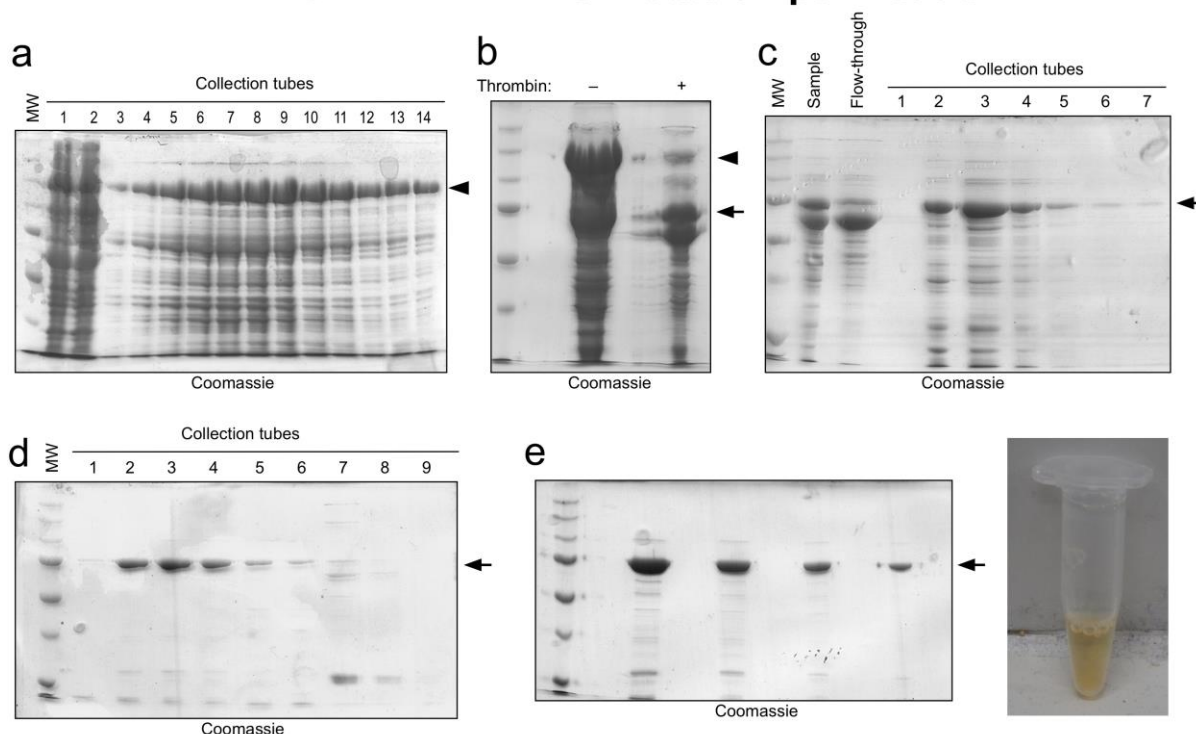 a
Collection tubes
MW 1 2 3 4 5 6 7 8 9 10 11 12 13 14
Coomassie
b
Thrombin: – +
Coomassie
c
Collection tubes
MW Sample Flow-through 1 2 3 4 5 6 7
Coomassie
d
Collection tubes
MW 1 2 3 4 5 6 7 8 9
Coomassie
e
Coomassie